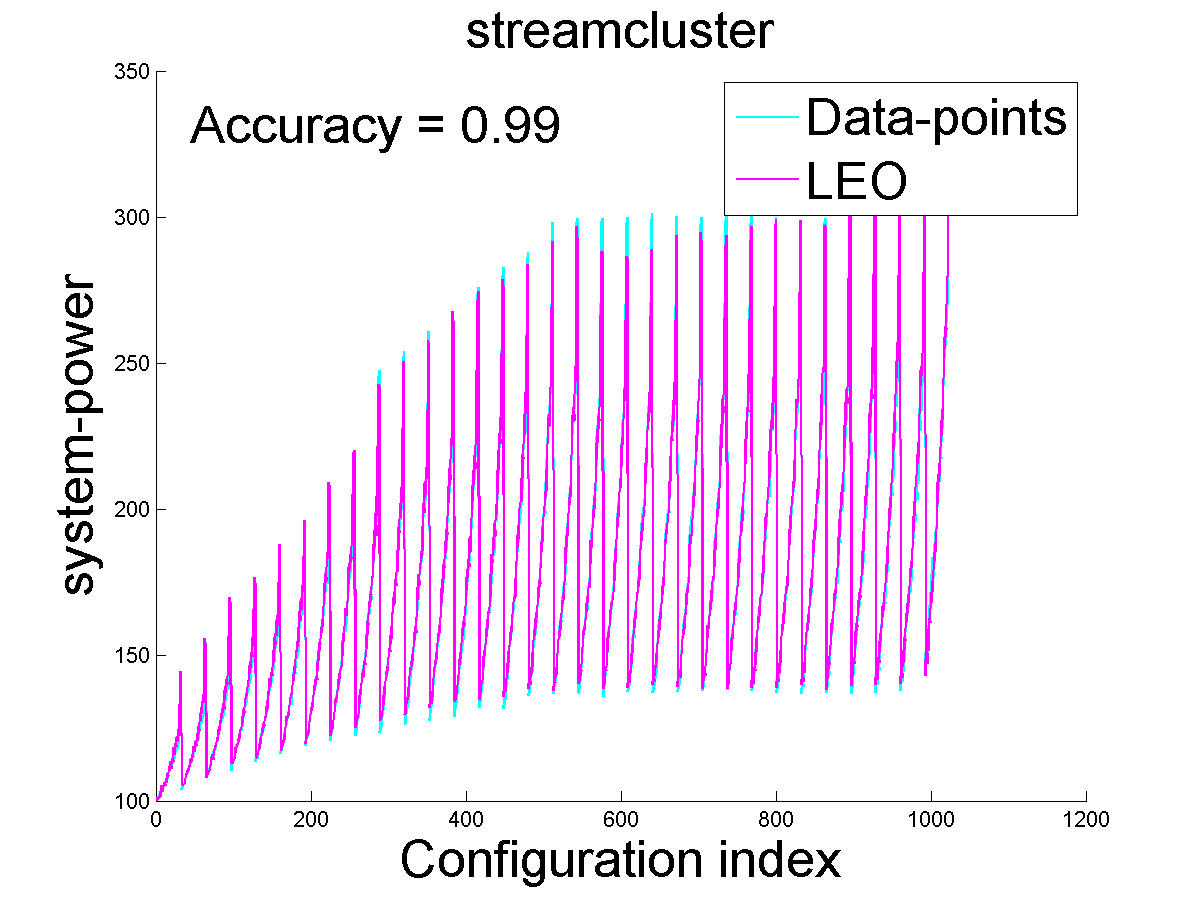 streamcluster
350
Accuracy = 0.99
Data-points
LEO
300
250
200
150
100
system-power
0
200
400
600
800
1000
1200
Configuration index